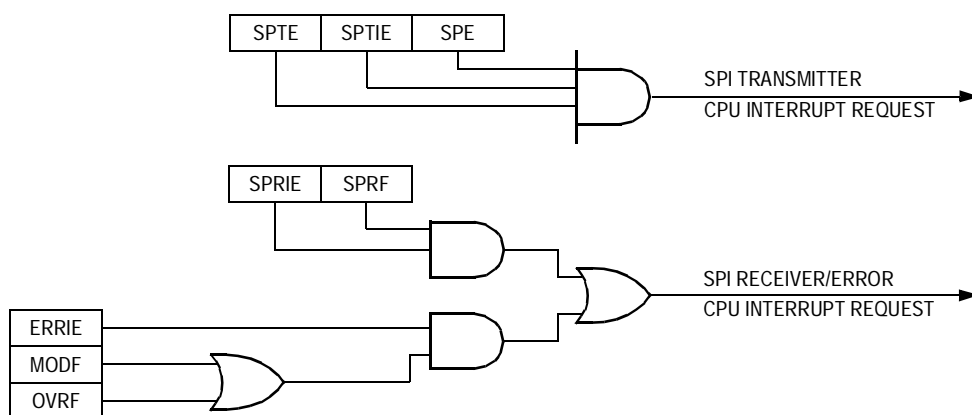 SPTE SPTIE SPE
SPI TRANSMITTER
CPU INTERRUPT REQUEST
SPRIE SPRF
SPI RECEIVER/ERROR
CPU INTERRUPT REQUEST
ERRIE
MODF
OVRF